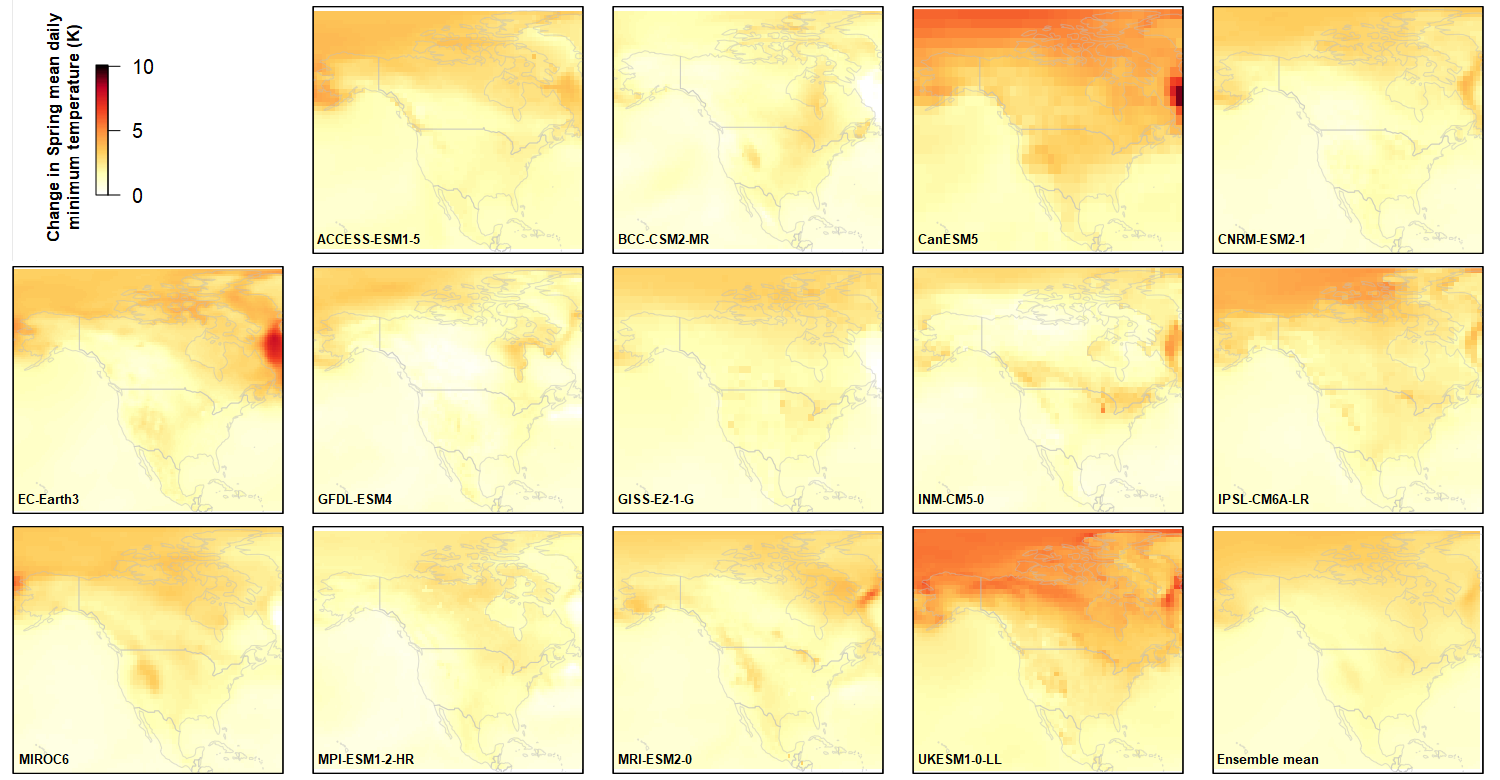 Change in Spring mean daily
minimum temperature (K)
10
5
0
ACCESS-ESM1-5
BCC-CSM2-MR
CanESM5
CNRM-ESM2-1
EC-Earth3
GFDL-ESM4
GISS-E2-1-G
INM-CM5-0
IPSL-CM6A-LR
MIROC6
MPI-ESM1-2-HR
MRI-ESM2-0
UKESM1-0-LL
Ensemble mean